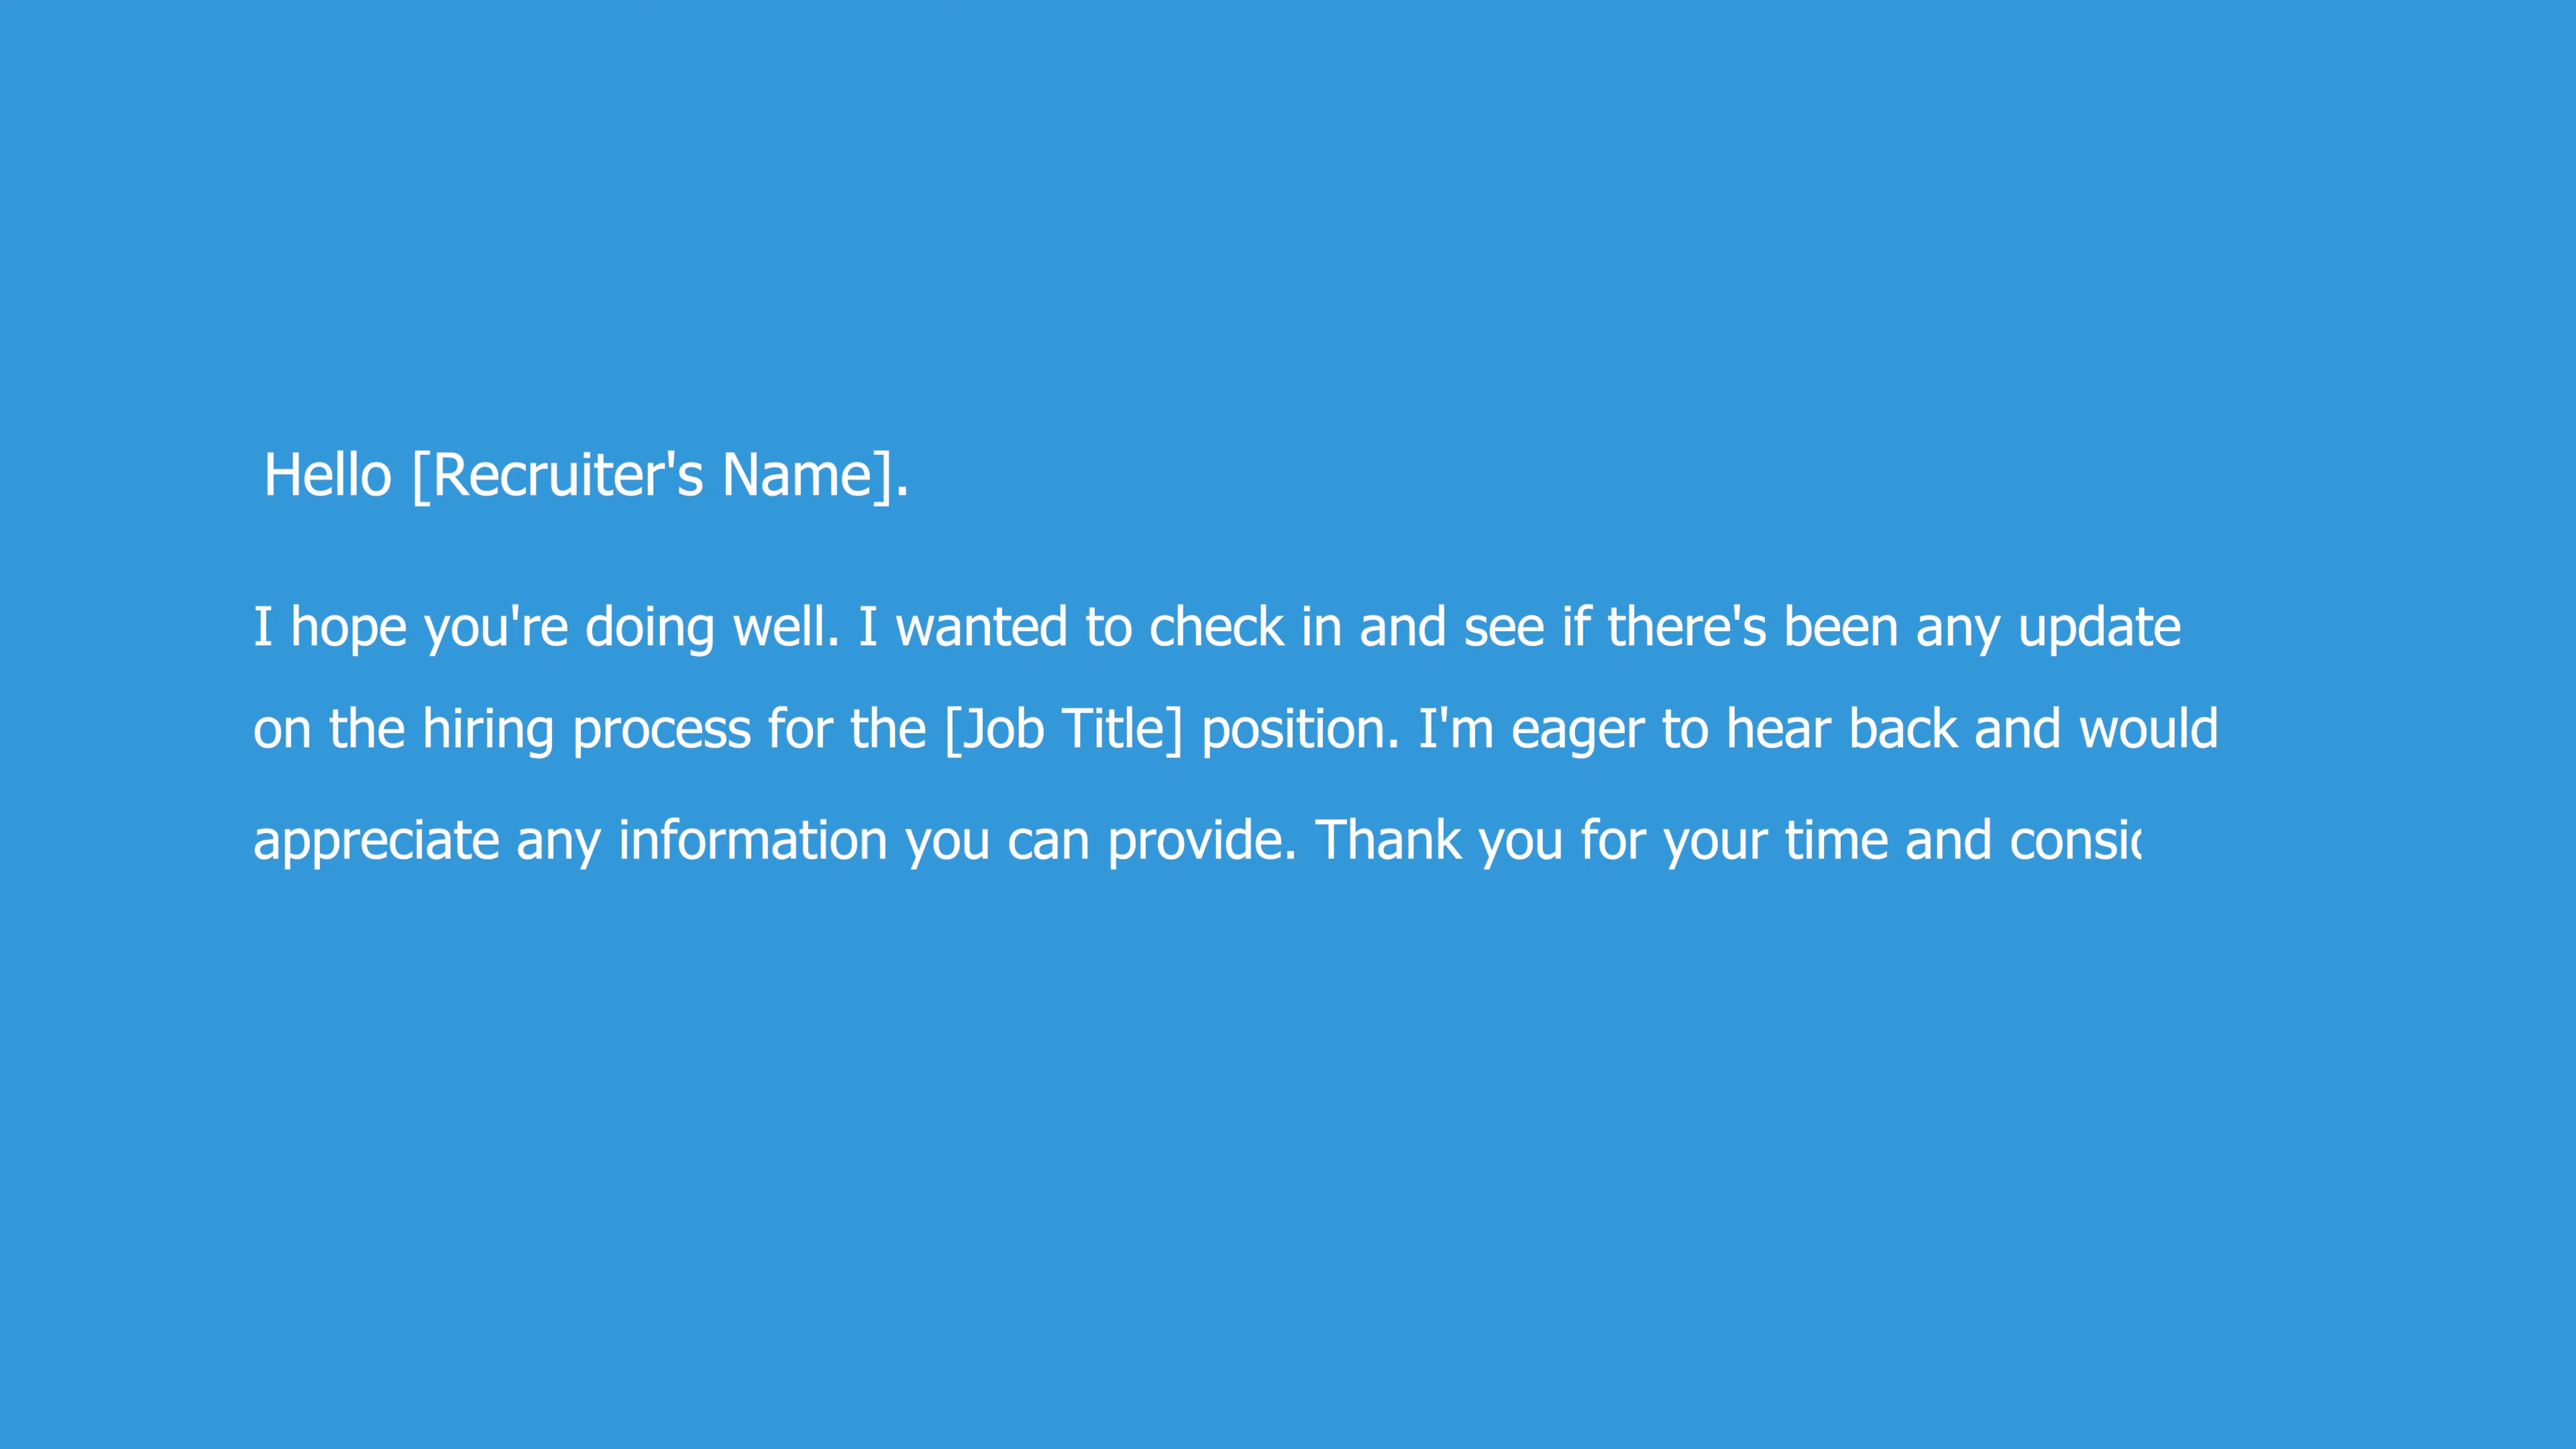 Hello [Recruiter's Name].
I hope you're doing well. I wanted to check in and see if there's been any update
on the hiring process for the [Job Title] position. I'm eager to hear back and would
appreciate any information you can provide. Thank you for your time and